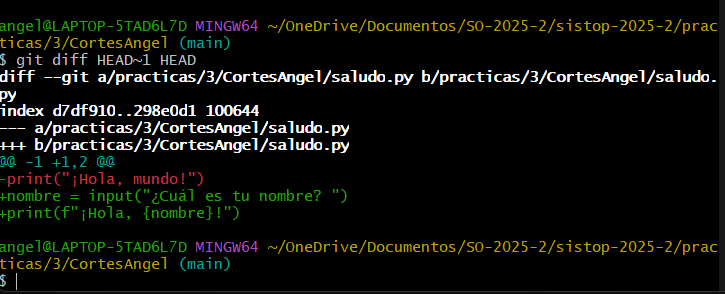 angel@LAPTOP-5TAD6L7D MINGW64 ~/OneDrive/Documentos/SO-2025-2/sistop-2025-2/prac
ticas/3/CortesAngel (main)
$ git diff HEAD~1 HEAD
diff --git a/practicas/3/CortesAngel/saludo.py b/practicas/3/CortesAngel/saludo.
py
index d7df910..298e0d1 100644
--- a/practicas/3/CortesAngel/saludo.py
+++ b/practicas/3/CortesAngel/saludo.py
@@ -1 +1,2 @@
-print("¡Hola, mundo!")
+nombre = input("¿Cuál es tu nombre? ")
+print(f"¡Hola, {nombre}!")
angel@LAPTOP-5TAD6L7D MINGW64 ~/OneDrive/Documentos/SO-2025-2/sistop-2025-2/prac
ticas/3/CortesAngel (main)
$